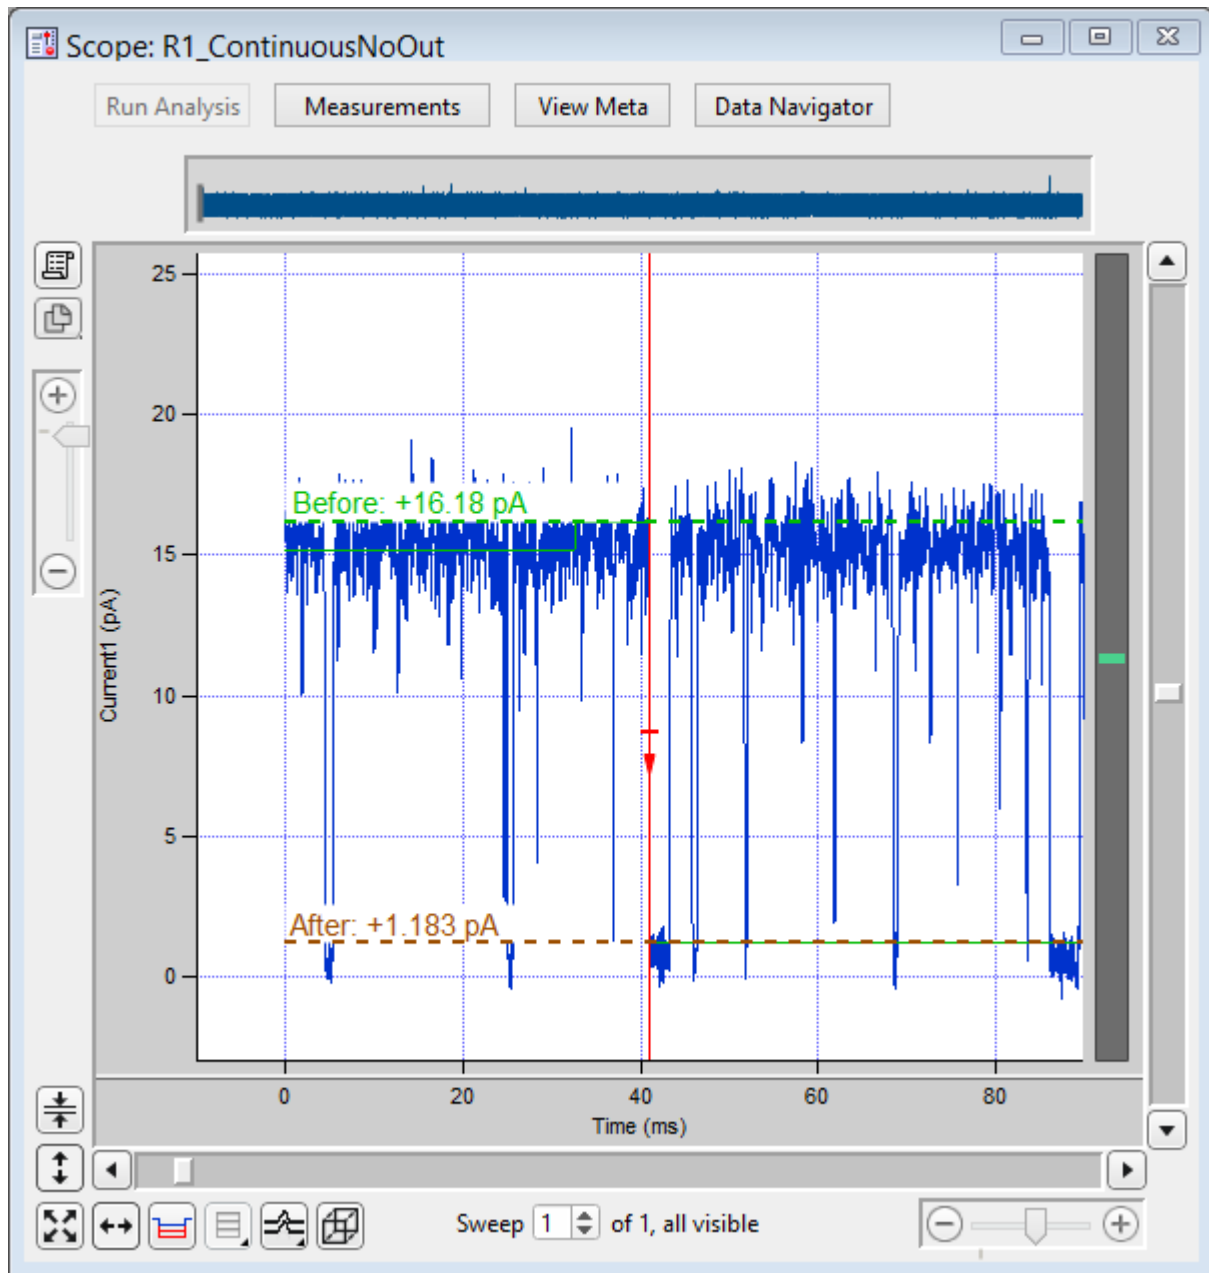 Scope: R1_ContinuousNoOut
Run Analysis Measurements View Meta Data Navigator
25
20
15
10
5
0
Current1 (pA)
Before: +16.18 pA
After: +1.183 pA
0 20 40 60 80
Time (ms)
Sweep 1 of 1, all visible